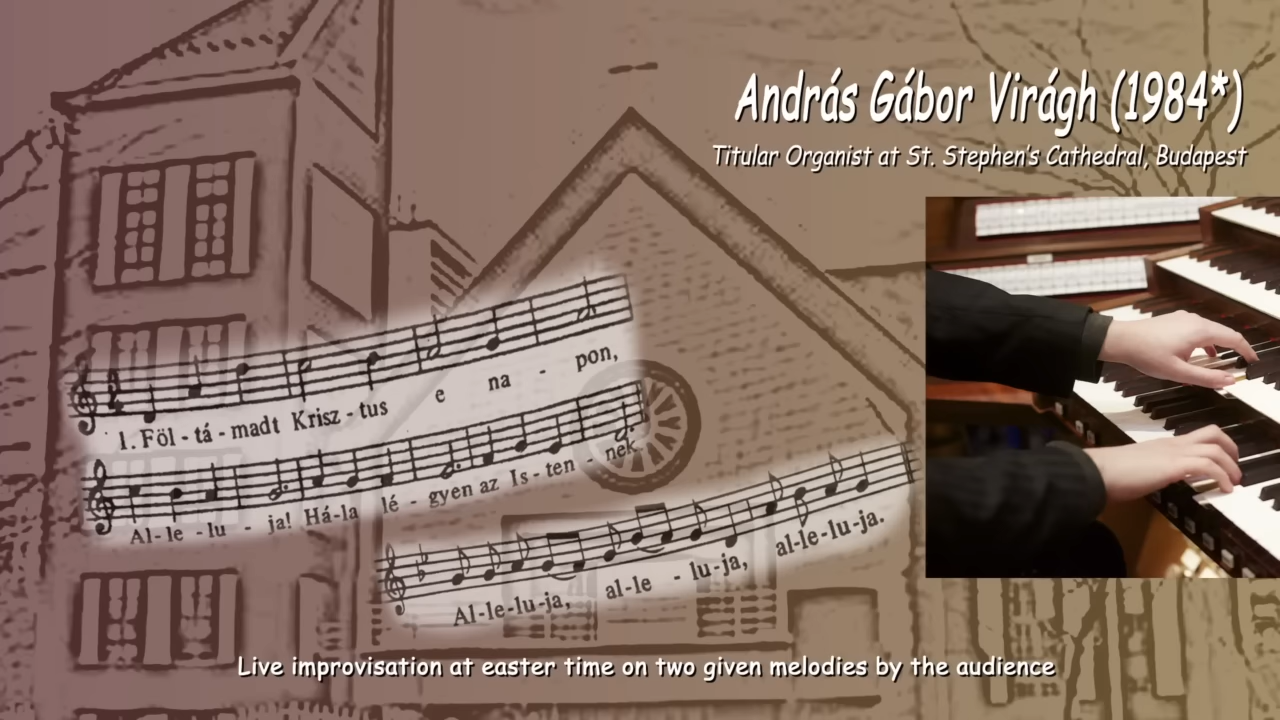 András Gábor Virágh (1984*)
Titular Organist at St. Stephen's Cathedral, Budapest
1. Föl - tá - madt Krisz - tus e na - pon,
Al - le - lu - ja! Há-la lé - gyen az Is - ten - nek.
Al-le-lu-ja, al-le - lu-ja, al-le-lu-ja.
Live improvisation at easter time on two given melodies by the audience